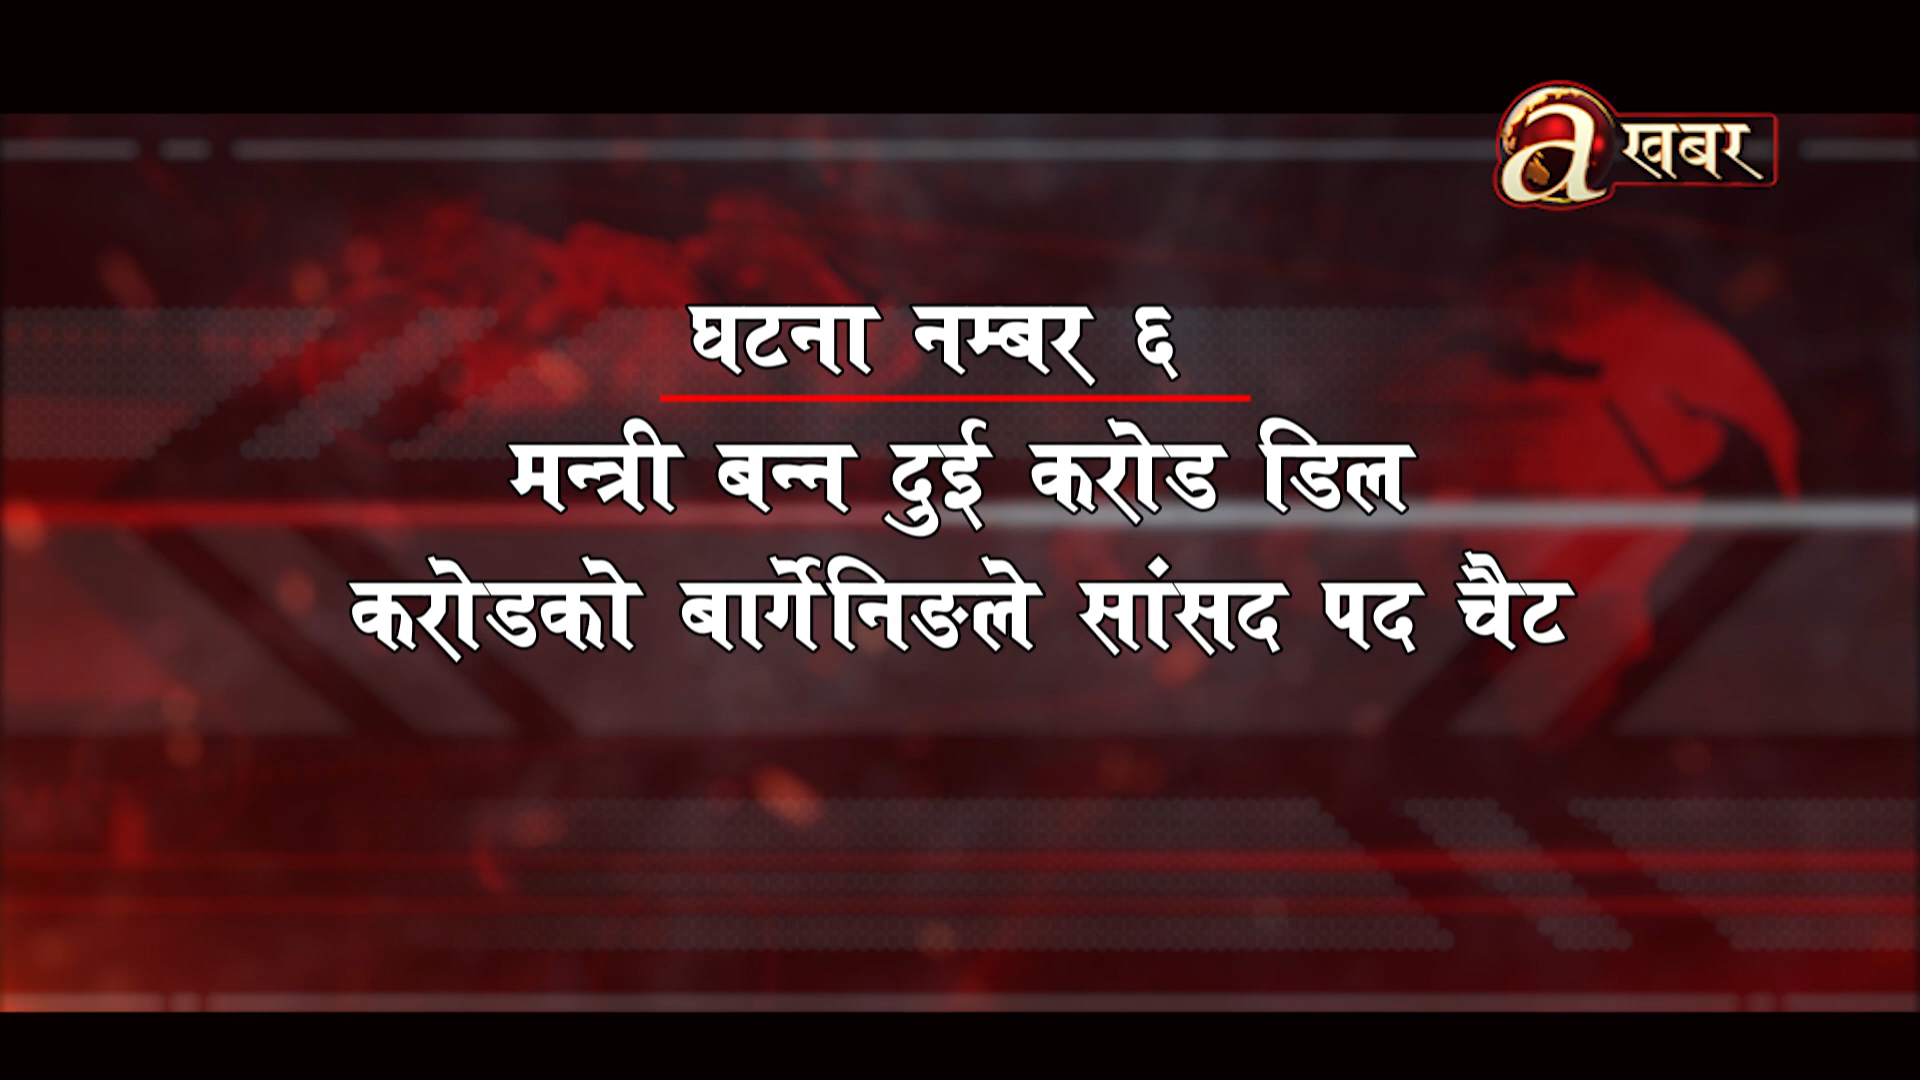 a खबर
घटना नम्बर ६
मन्त्री बन्न दुई करोड डिल
करोडको बार्गेनिङले सांसद पद चैट